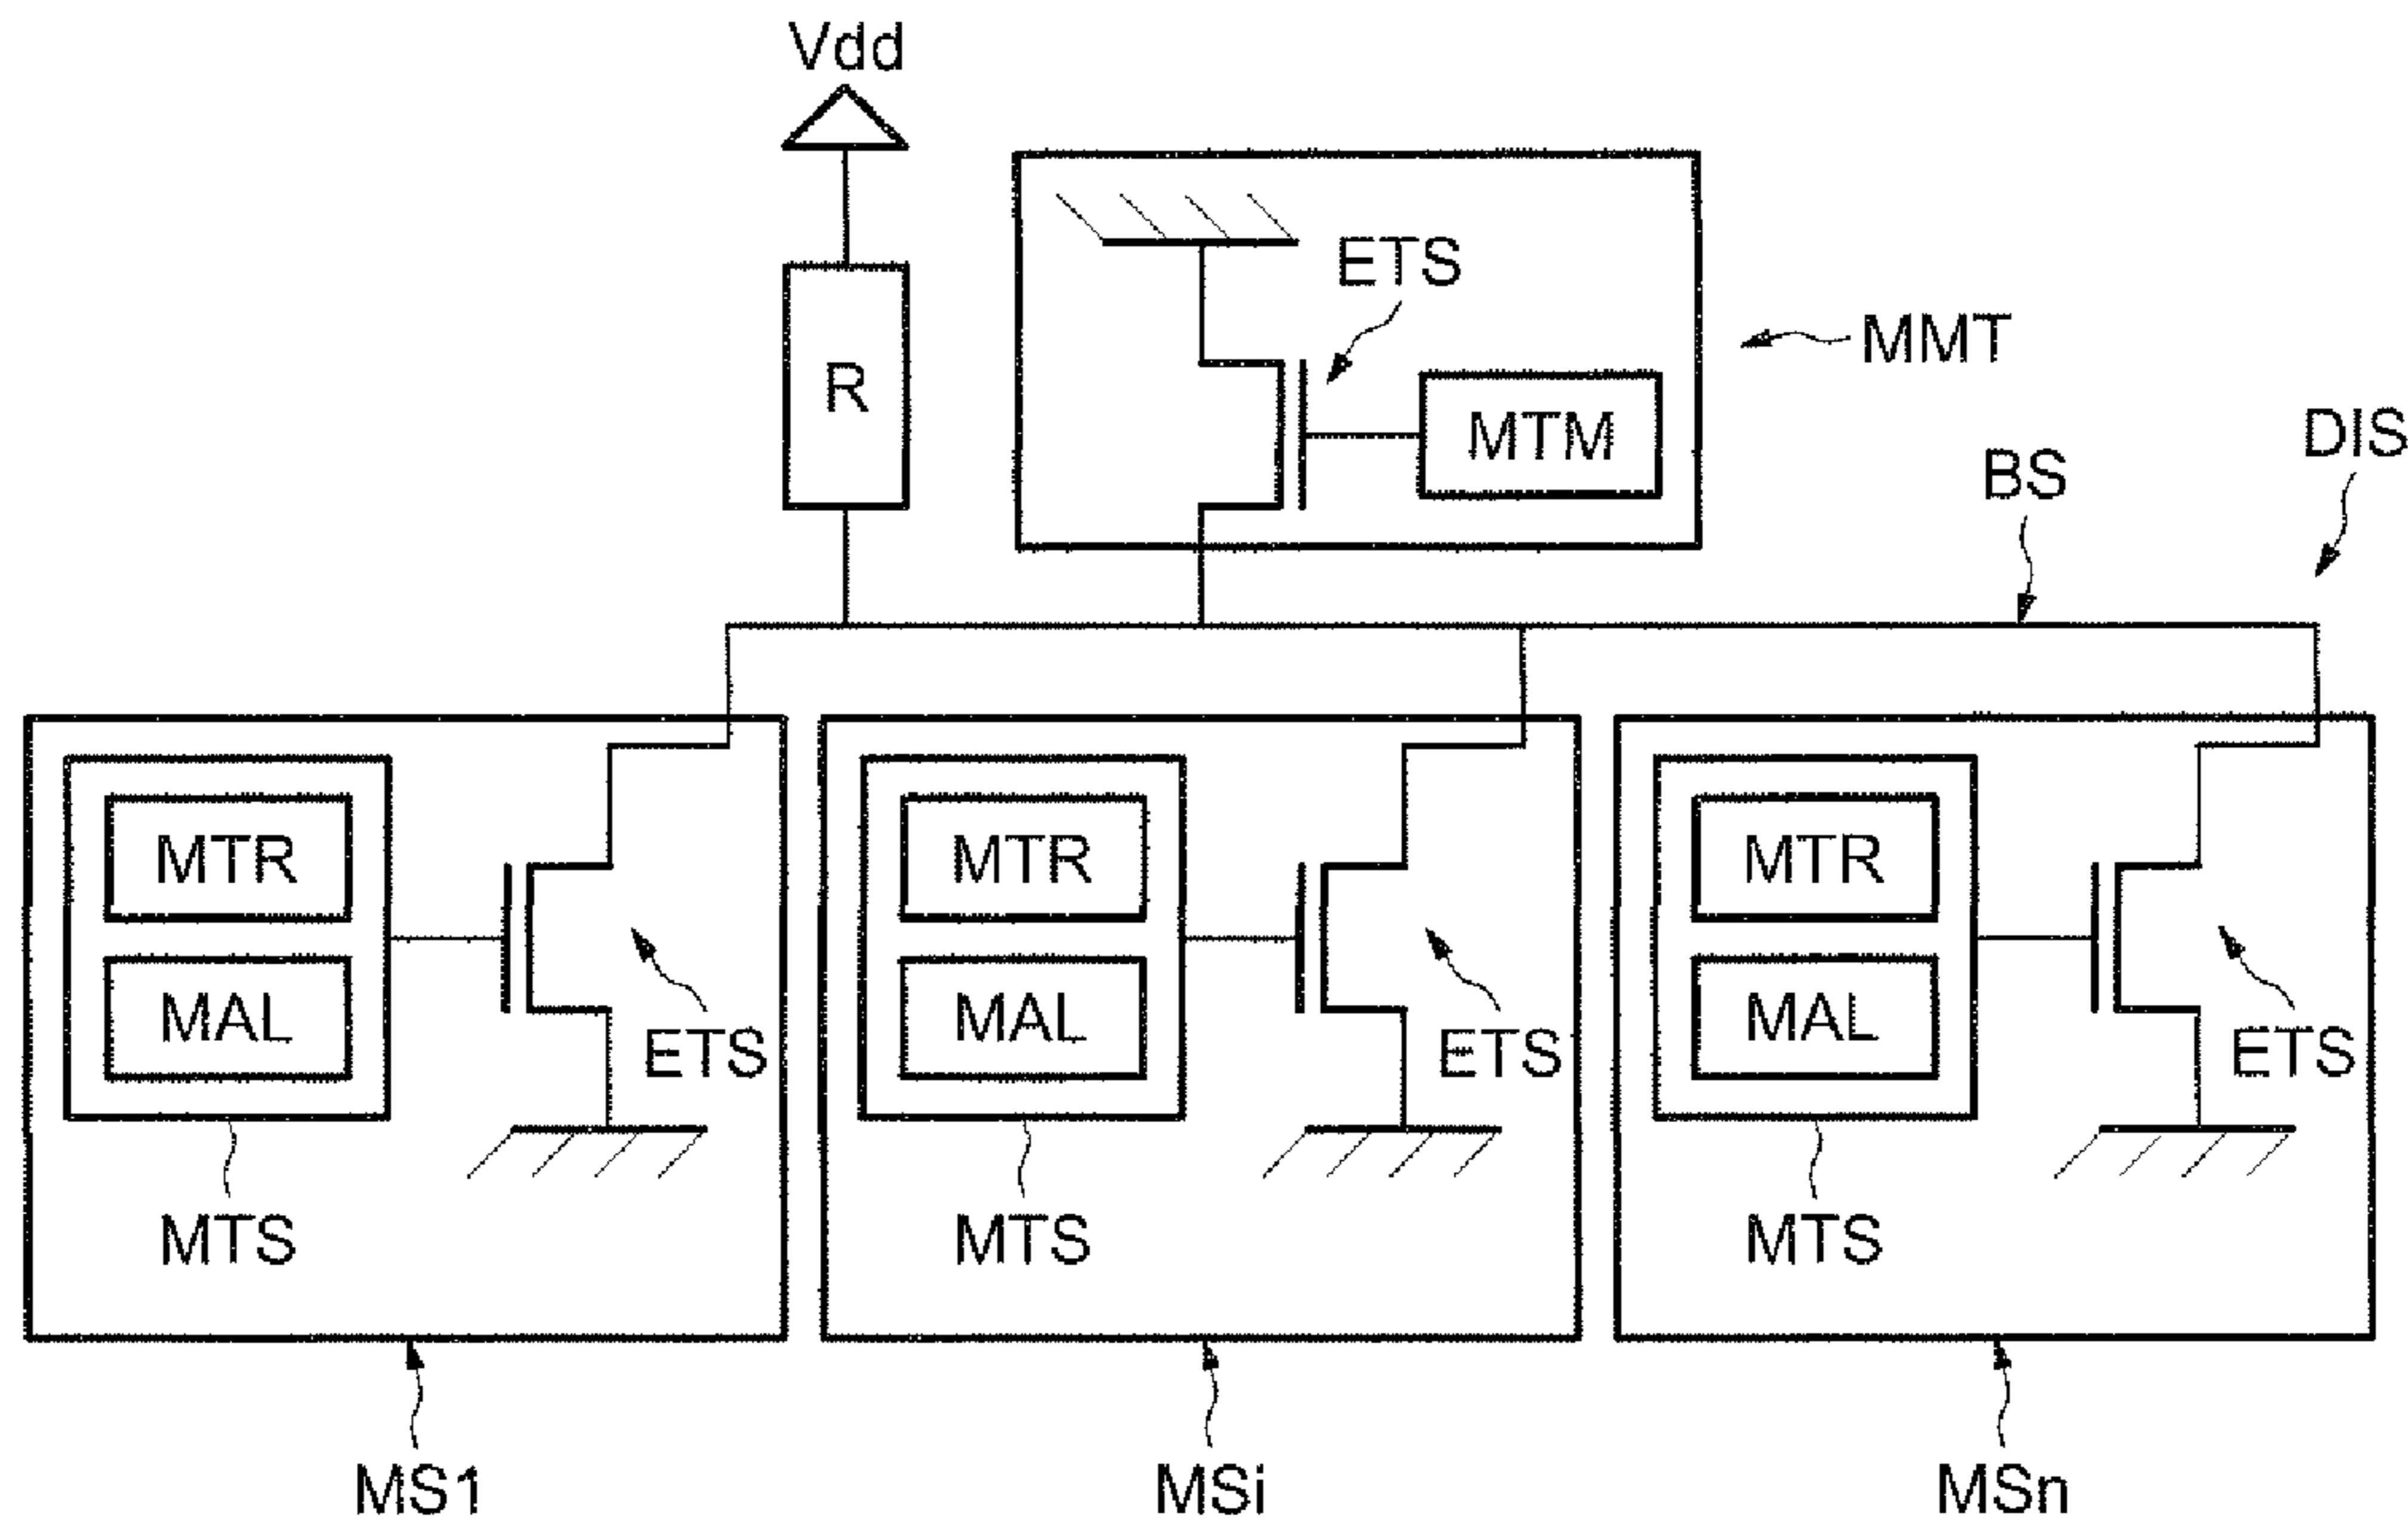 Vdd
ETS
MMT
R
MTM
DIS
BS
MTR
MTR
MTR
MAL
ETS
MAL
ETS
MAL
ETS
MTS
MTS
MTS
MS1
MSi
MSn